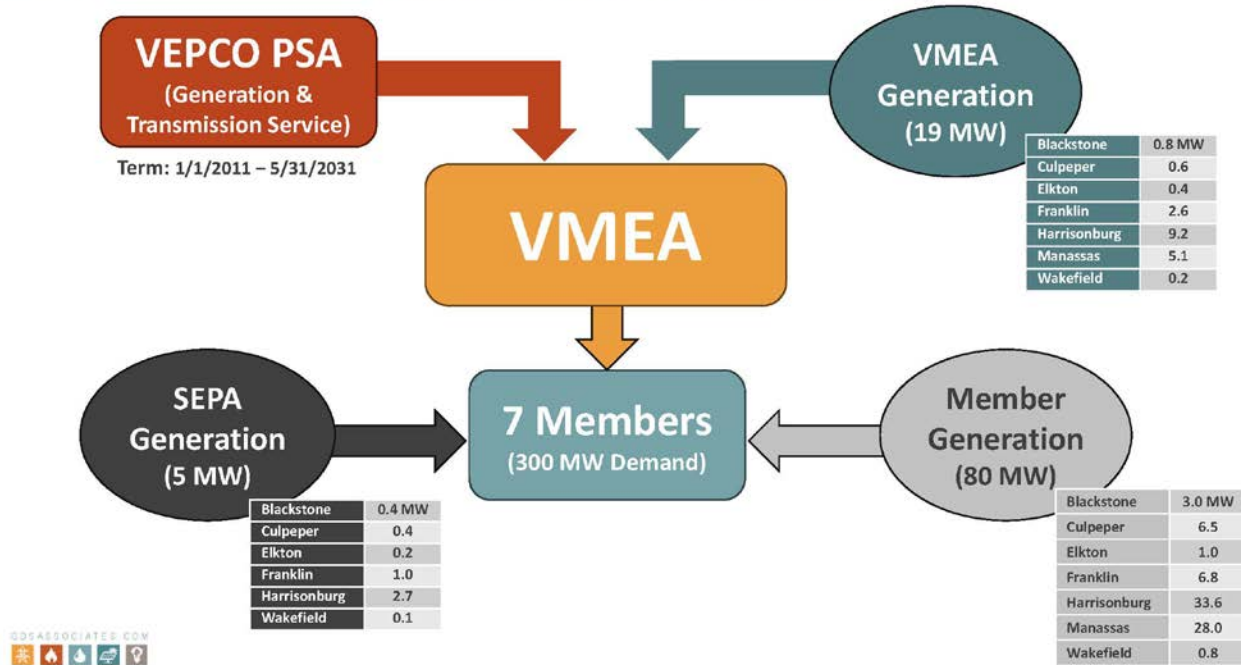 VEPCO PSA
(Generation &
Transmission Service)
Term: 1/1/2011 – 5/31/2031
VMEA
Generation
(19 MW)
Blackstone 0.8 MW
Culpeper 0.6
Elkton 0.4
Franklin 2.6
Harrisonburg 9.2
Manassas 5.1
Wakefield 0.2
VMEA
SEPA
Generation
(5 MW)
Blackstone 0.4 MW
Culpeper 0.4
Elkton 0.2
Franklin 1.0
Harrisonburg 2.7
Wakefield 0.1
7 Members
(300 MW Demand)
Member
Generation
(80 MW)
Blackstone 3.0 MW
Culpeper 6.5
Elkton 1.0
Franklin 6.8
Harrisonburg 33.6
Manassas 28.0
Wakefield 0.8
GDSASSOCIATES.COM